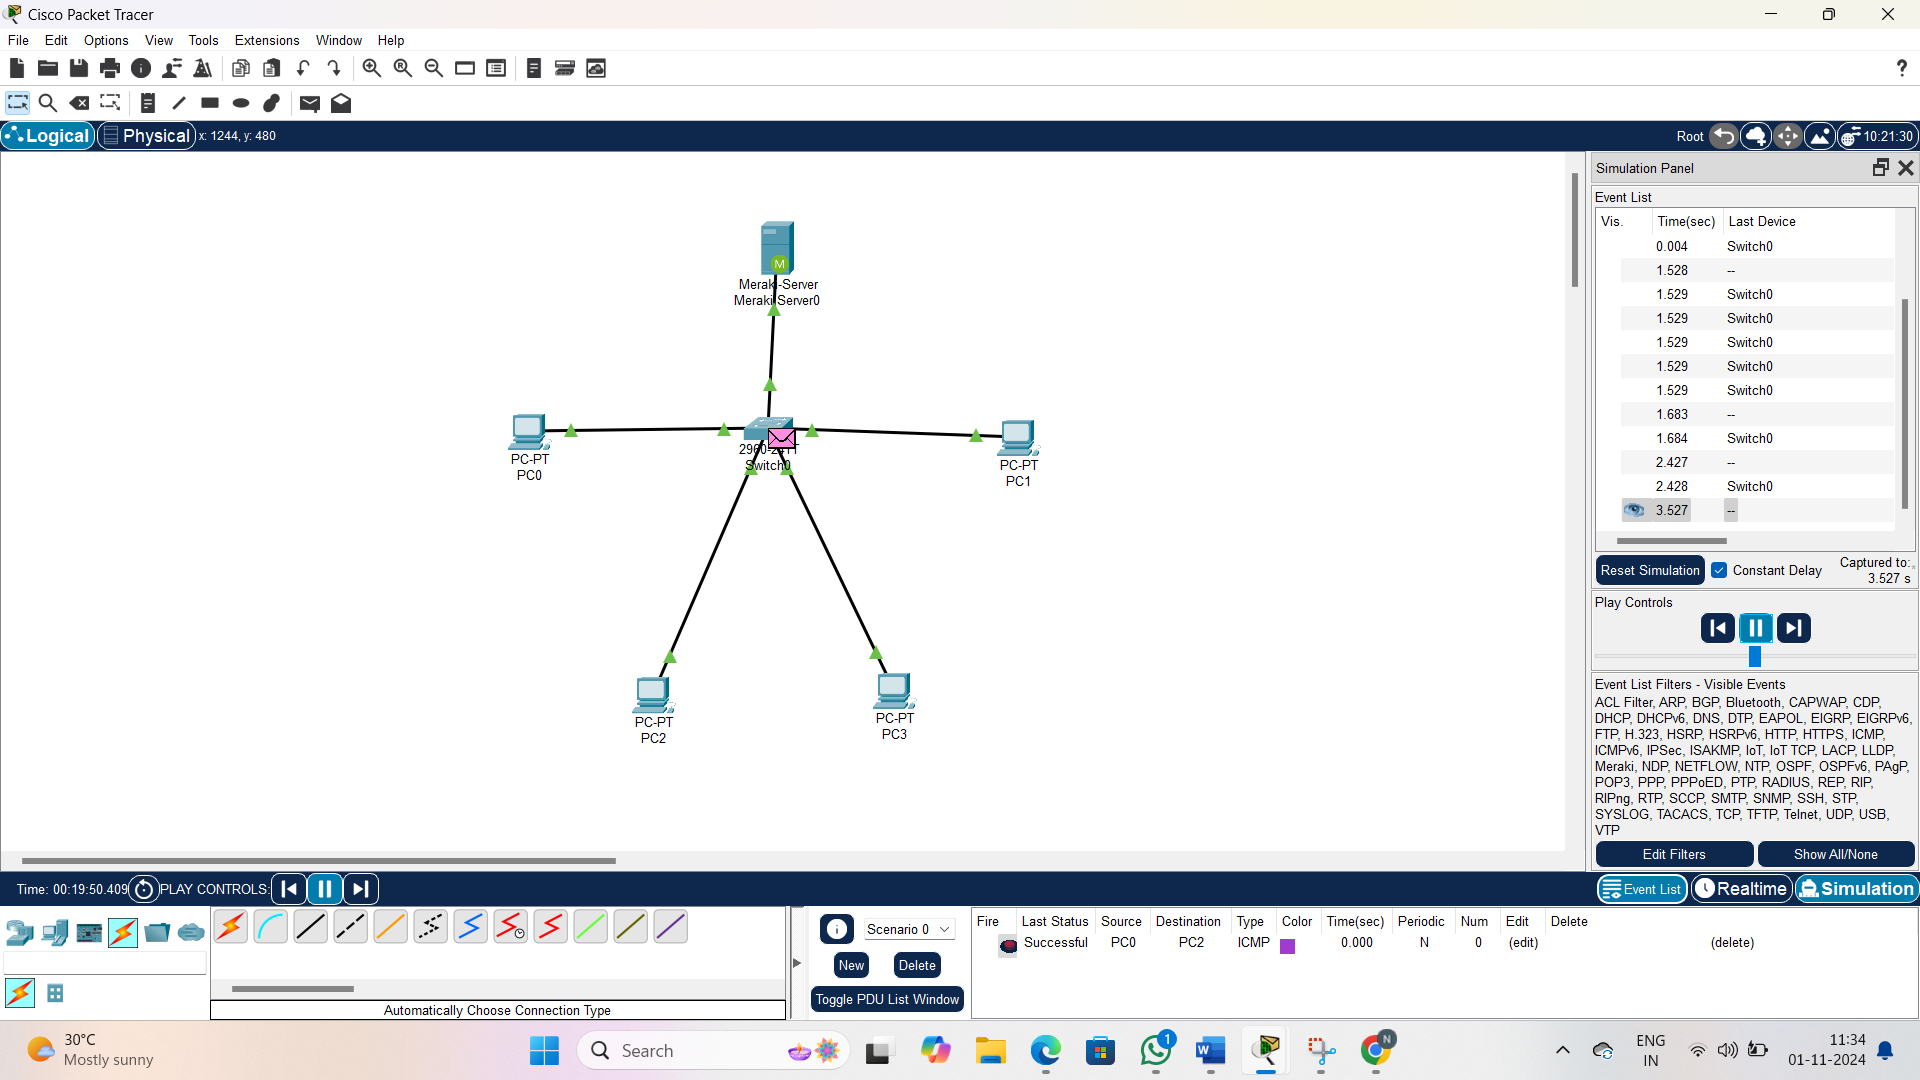 Cisco Packet Tracer
File Edit Options View Tools Extensions Window Help
Logical Physical x: 1244, y: 480
Root 10:21:30
M
Meraki-Server
Meraki Server0
PC-PT
PC0
2960-24TT
Switch0
PC-PT
PC1
PC-PT
PC2
PC-PT
PC3
Simulation Panel
Event List
Vis. Time(sec) Last Device
0.004 Switch0
1.528 --
1.529 Switch0
1.529 Switch0
1.529 Switch0
1.529 Switch0
1.529 Switch0
1.683 --
1.684 Switch0
2.427 --
2.428 Switch0
3.527 --
Reset Simulation Constant Delay Captured to:
3.527 s
Play Controls
Event List Filters - Visible Events
ACL Filter, ARP, BGP, Bluetooth, CAPWAP, CDP,
DHCP, DHCPv6, DNS, DTP, EAPOL, EIGRP, EIGRPv6,
FTP, H.323, HSRP, HSRPv6, HTTP, HTTPS, ICMP,
ICMPv6, IPSec, ISAKMP, IoT, IoT TCP, LACP, LLDP,
Meraki, NDP, NETFLOW, NTP, OSPF, OSPFv6, PAgP,
POP3, PPP, PPPoED, PTP, RADIUS, REP, RIP,
RIPng, RTP, SCCP, SMTP, SNMP, SSH, STP,
SYSLOG, TACACS, TCP, TFTP, Telnet, UDP, USB,
VTP
Edit Filters Show All/None
Time: 00:19:50.409 PLAY CONTROLS:
Event List Realtime Simulation
Automatically Choose Connection Type
Scenario 0
New Delete
Toggle PDU List Window
Fire Last Status Source Destination Type Color Time(sec) Periodic Num Edit Delete
Successful PC0 PC2 ICMP 0.000 N 0 (edit) (delete)
30°C
Mostly sunny
Search
1
N
ENG
IN
11:34
01-11-2024